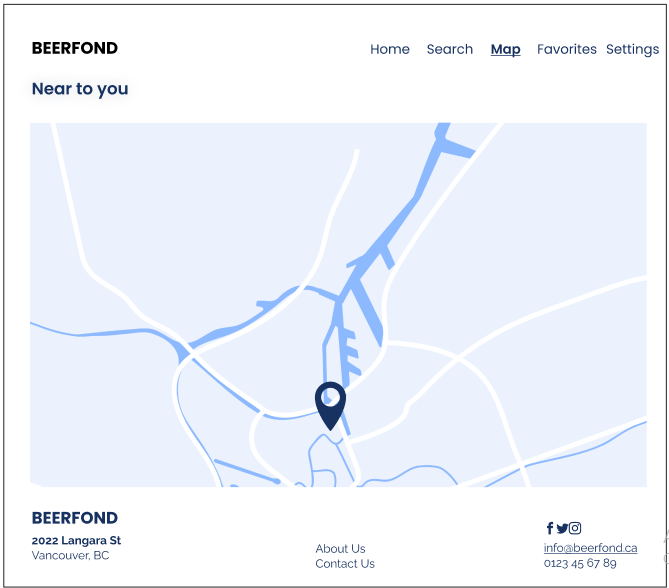 BEERFOND
Home Search Map Favorites Settings
Near to you
BEERFOND
2022 Langara St
Vancouver, BC
About Us
Contact Us
info@beerfond.ca
0123 45 67 89